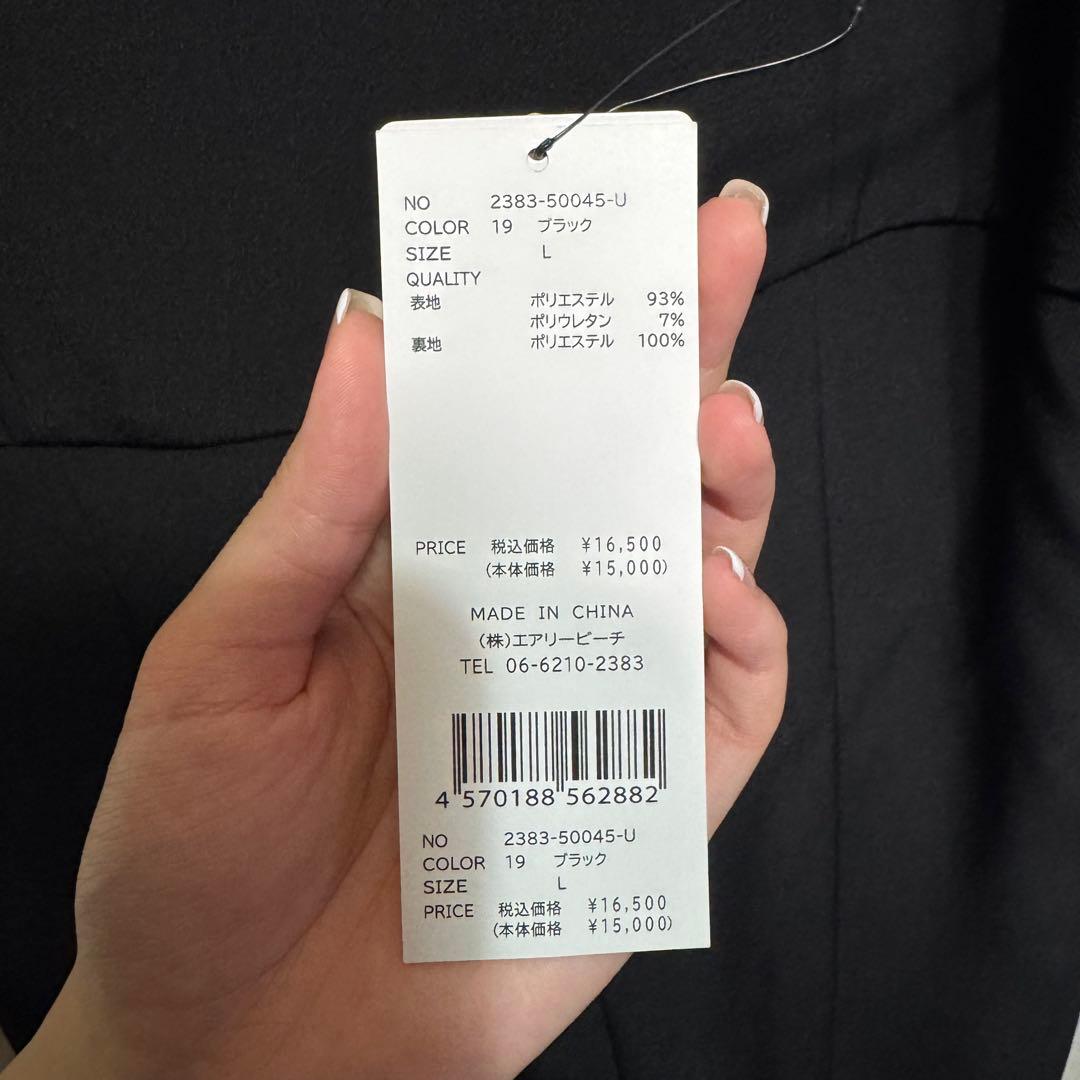 NO 2383-50045-U
COLOR 19 ブラック
SIZE L
QUALITY
表地 ポリエステル 93%
ポリウレタン 7%
裏地 ポリエステル 100%
PRICE 税込価格 ¥16,500
(本体価格 ¥15,000)
MADE IN CHINA
(株)エアリービーチ
TEL 06-6210-2383
4 570188 562882
NO 2383-50045-U
COLOR 19 ブラック
SIZE L
PRICE 税込価格 ¥16,500
(本体価格 ¥15,000)